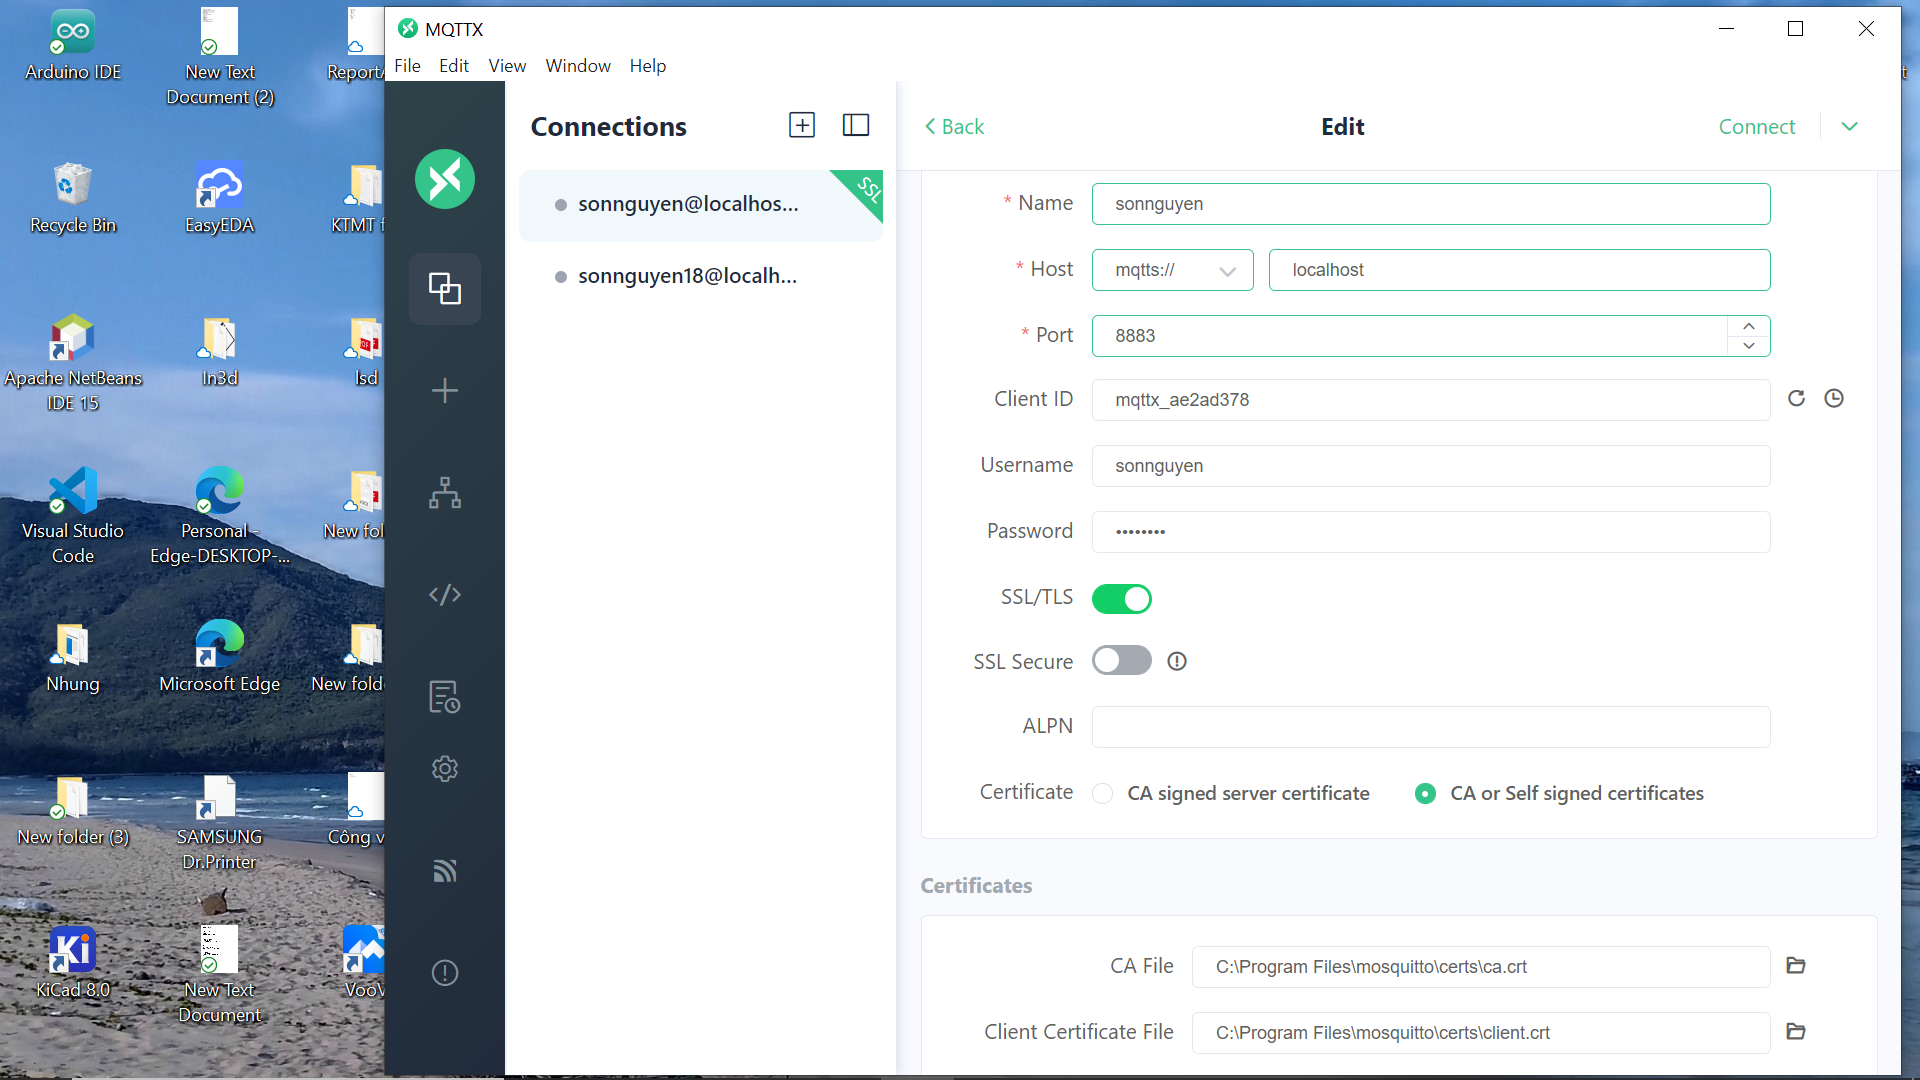 MQTTX
File Edit View Window Help
Connections
SSL
sonnguyen@localhos...
sonnguyen18@localh...
Back
Edit
Connect
* Name
sonnguyen
* Host
mqtts://
localhost
* Port
8883
Client ID
mqttx_ae2ad378
Username
sonnguyen
Password
••••••••
SSL/TLS
SSL Secure
ALPN
Certificate
CA signed server certificate
CA or Self signed certificates
Certificates
CA File
C:\Program Files\mosquitto\certs\ca.crt
Client Certificate File
C:\Program Files\mosquitto\certs\client.crt
Arduino IDE
New Text
Document (2)
Recycle Bin
EasyEDA
KTMT
Apache NetBeans
IDE 15
In3d
lsd
Visual Studio
Code
Personal -
Edge-DESKTOP-...
New fol
Nhung
Microsoft Edge
New fold
New folder (3)
SAMSUNG
Dr.Printer
Công v
KiCad 8.0
New Text
Document
VooV